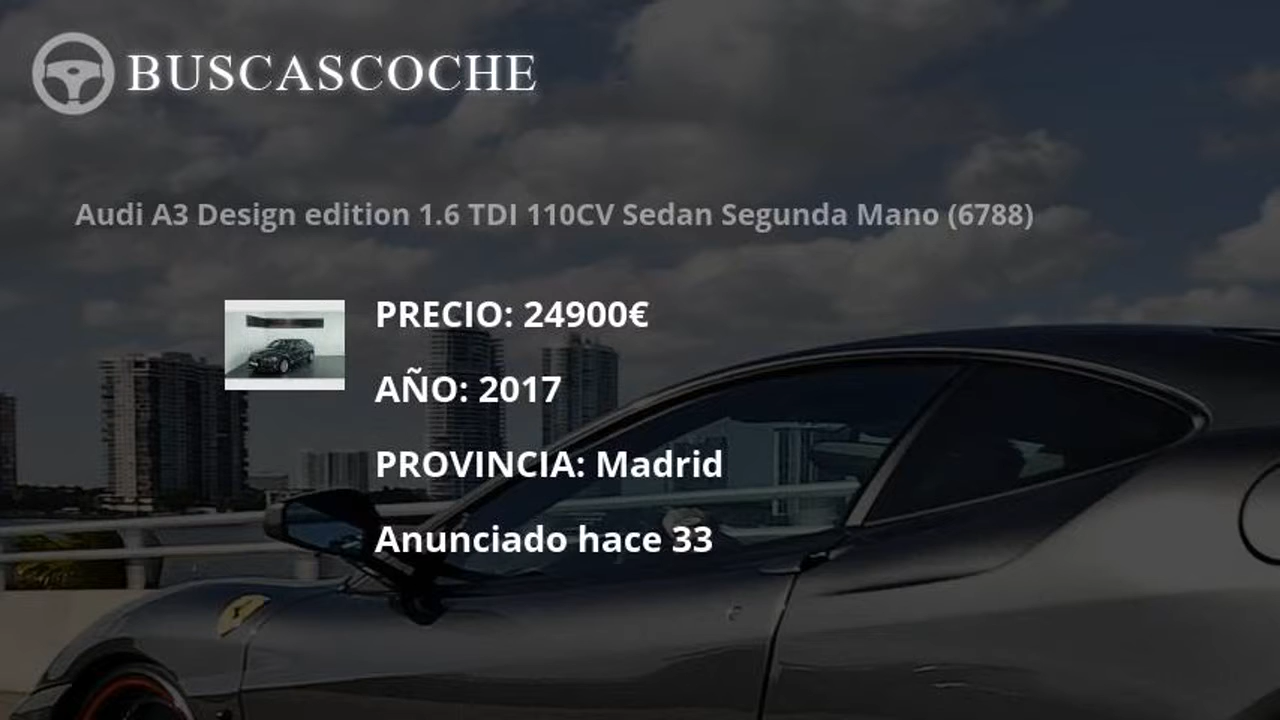 BUSCASCOCHE
Audi A3 Design edition 1.6 TDI 110CV Sedan Segunda Mano (6788)
PRECIO: 24900€
AÑO: 2017
PROVINCIA: Madrid
Anunciado hace 33